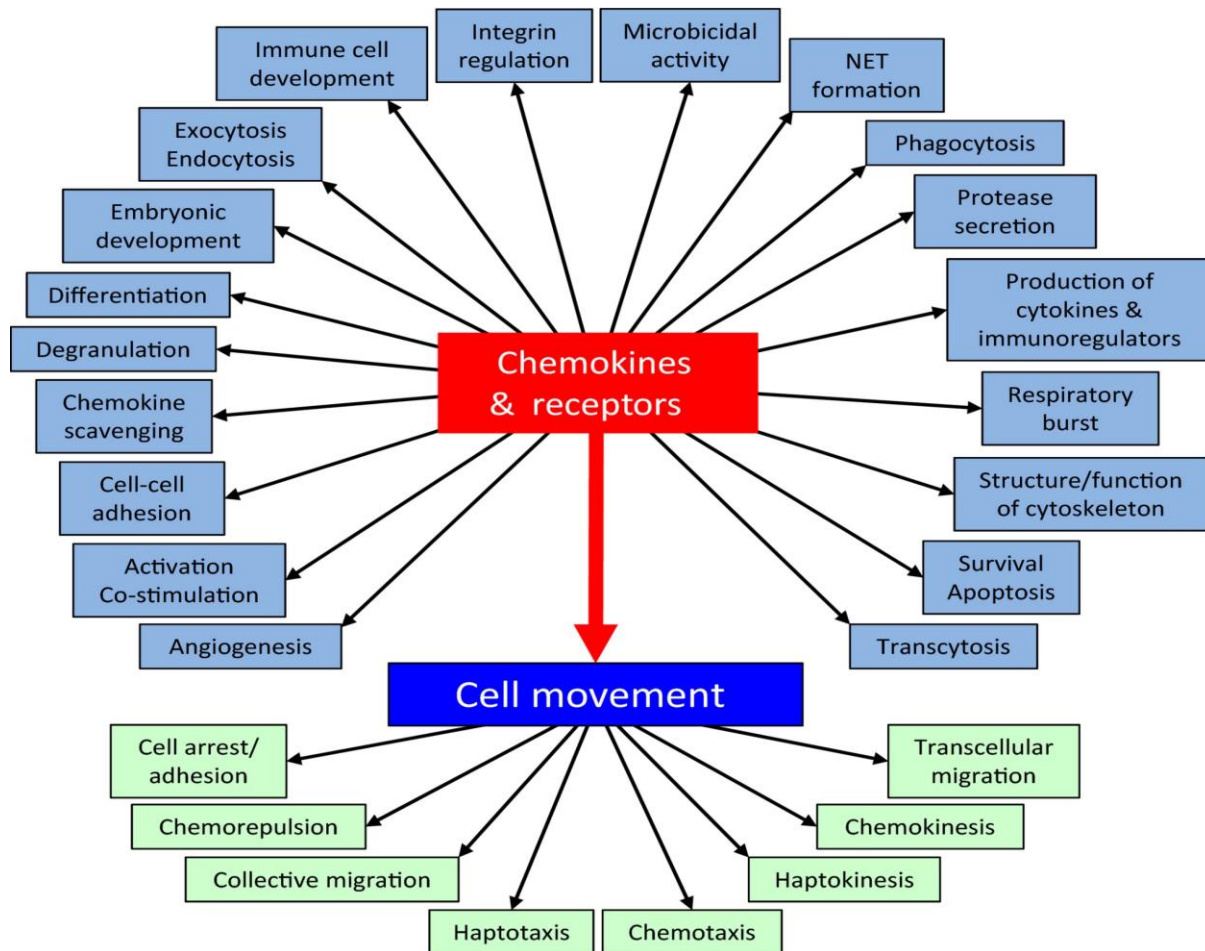 Immune cell
development
Integrin
regulation
Microbicidal
activity
NET
formation
Exocytosis
Endocytosis
Phagocytosis
Embryonic
development
Protease
secretion
Differentiation
Production of
cytokines &
immunoregulators
Degranulation
Chemokines
& receptors
Chemokine
scavenging
Respiratory
burst
Cell-cell
adhesion
Structure/function
of cytoskeleton
Activation
Co-stimulation
Survival
Apoptosis
Angiogenesis
Transcytosis
Cell movement
Cell arrest/
adhesion
Transcellular
migration
Chemorepulsion
Chemokinesis
Collective migration
Haptokinesis
Haptotaxis
Chemotaxis